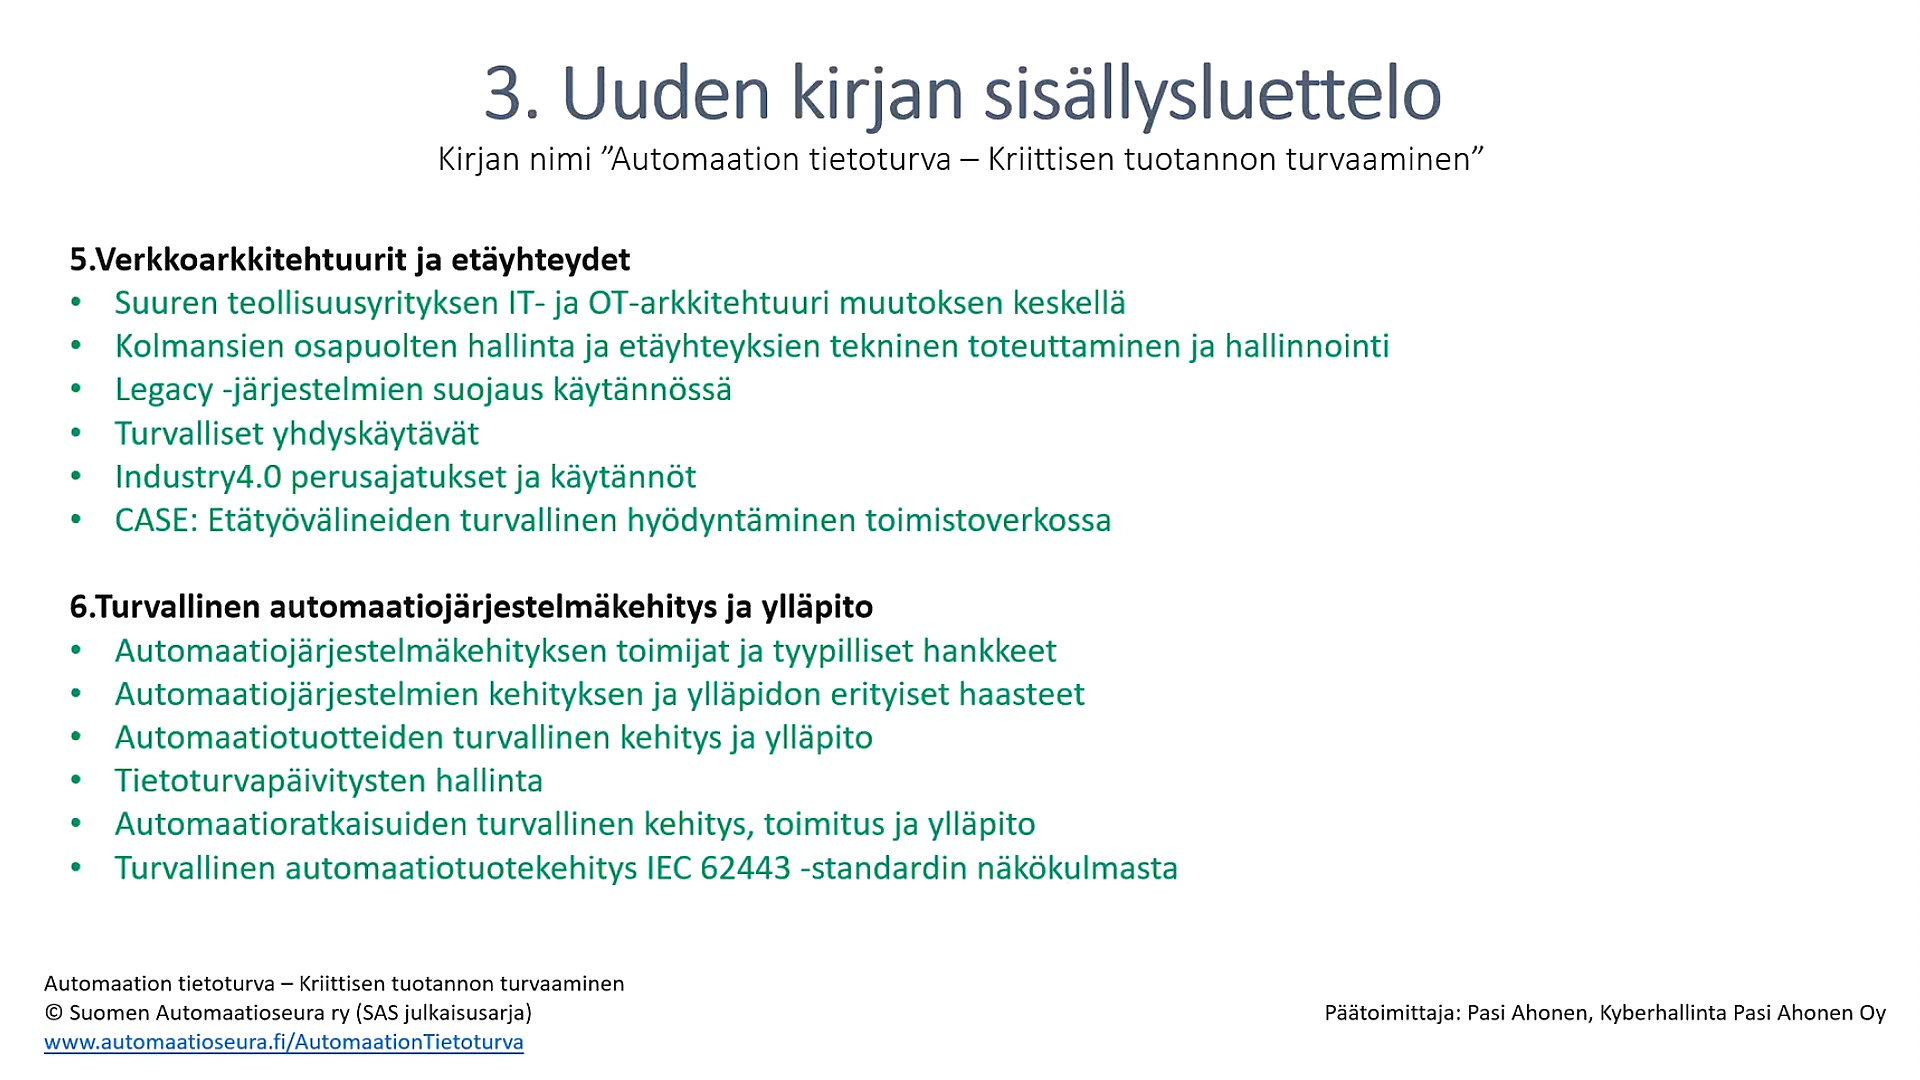 3. Uuden kirjan sisällysluettelo
Kirjan nimi ”Automaation tietoturva – Kriittisen tuotannon turvaaminen”
5.Verkkoarkkitehtuurit ja etäyhteydet
• Suuren teollisuusyrityksen IT- ja OT-arkkitehtuuri muutoksen keskellä
• Kolmansien osapuolten hallinta ja etäyhteyksien tekninen toteuttaminen ja hallinnointi
• Legacy -järjestelmien suojaus käytännössä
• Turvalliset yhdyskäytävät
• Industry4.0 perusajatukset ja käytännöt
• CASE: Etätyövälineiden turvallinen hyödyntäminen toimistoverkossa
6.Turvallinen automaatiojärjestelmäkehitys ja ylläpito
• Automaatiojärjestelmäkehityksen toimijat ja tyypilliset hankkeet
• Automaatiojärjestelmien kehityksen ja ylläpidon erityiset haasteet
• Automaatiotuotteiden turvallinen kehitys ja ylläpito
• Tietoturvapäivitysten hallinta
• Automaatioratkaisuiden turvallinen kehitys, toimitus ja ylläpito
• Turvallinen automaatiotuotekehitys IEC 62443 -standardin näkökulmasta
Automaation tietoturva – Kriittisen tuotannon turvaaminen
© Suomen Automaatioseura ry (SAS julkaisusarja)
www.automaatioseura.fi/AutomaationTietoturva
Päätoimittaja: Pasi Ahonen, Kyberhallinta Pasi Ahonen Oy